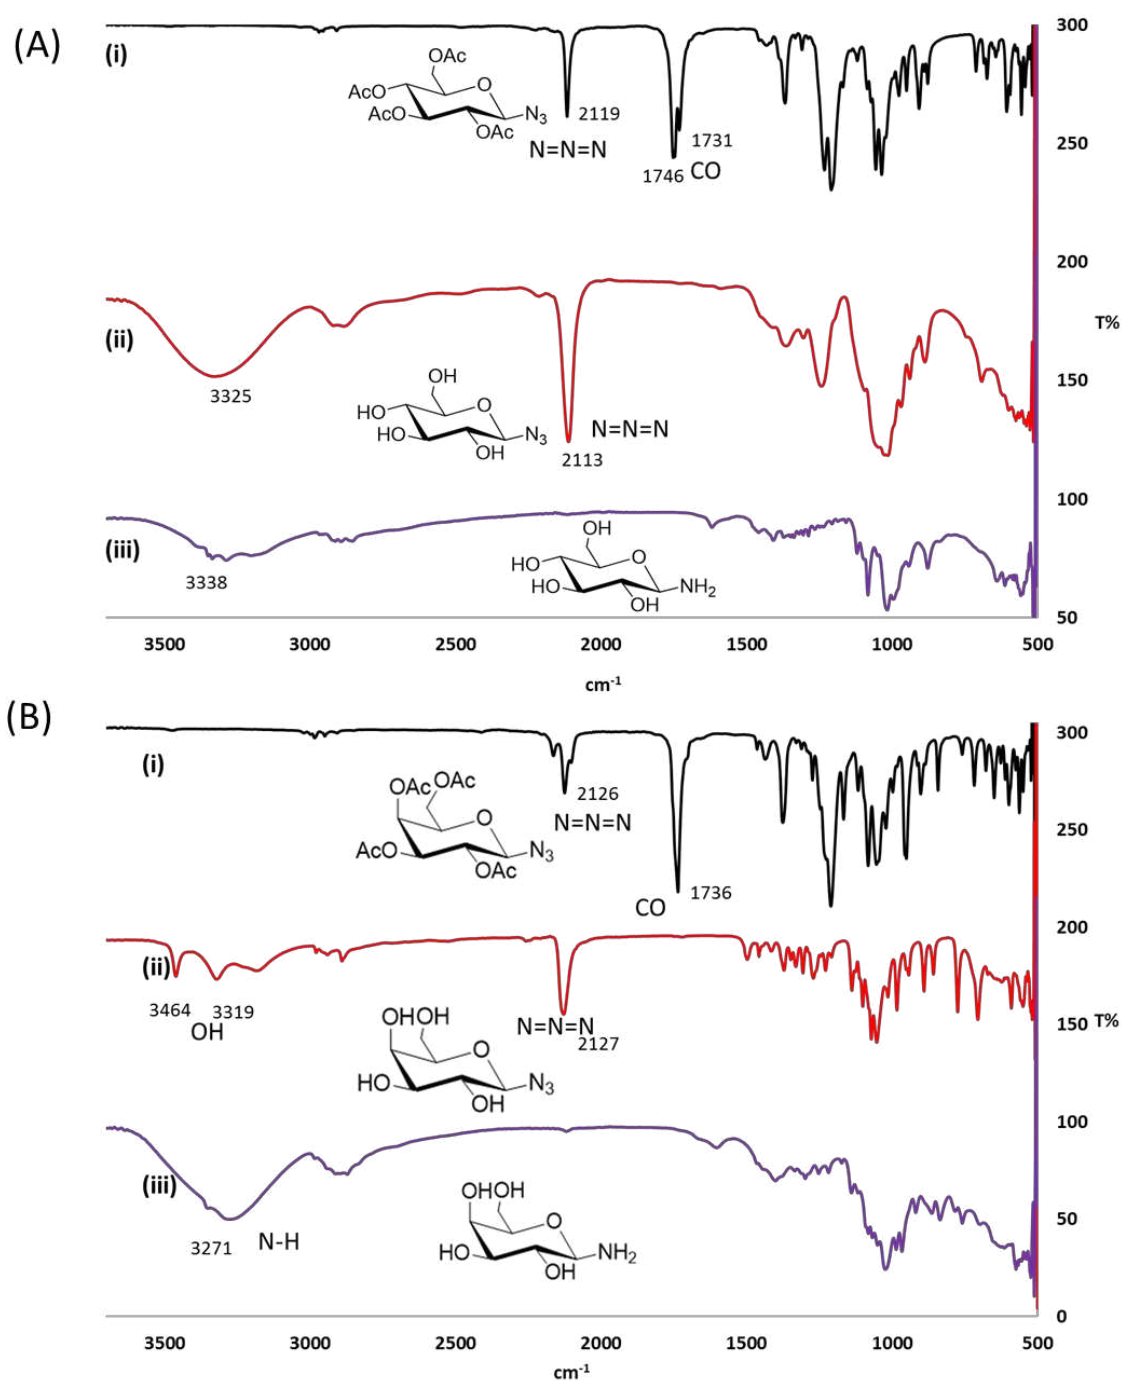 (A)
(i)
OAc
AcO
O
AcO
N3
OAc
2119
N=N=N
1731
1746 CO
300
250
200
T%
(ii)
3325
OH
HO
O
HO
N3
OH
N=N=N
2113
150
100
(iii)
3338
OH
HO
O
HO
NH2
OH
50
3500 3000 2500 2000 1500 1000 500
cm-1
(B)
(i)
OAc OAc
O
AcO
N3
OAc
2126
N=N=N
CO 1736
300
250
200
(ii)
3464 3319
OH
OH OH
O
HO
N3
OH
N=N=N
2127
150 T%
100
(iii)
3271 N-H
OH OH
O
HO
NH2
OH
50
0
3500 3000 2500 2000 1500 1000 500
cm-1